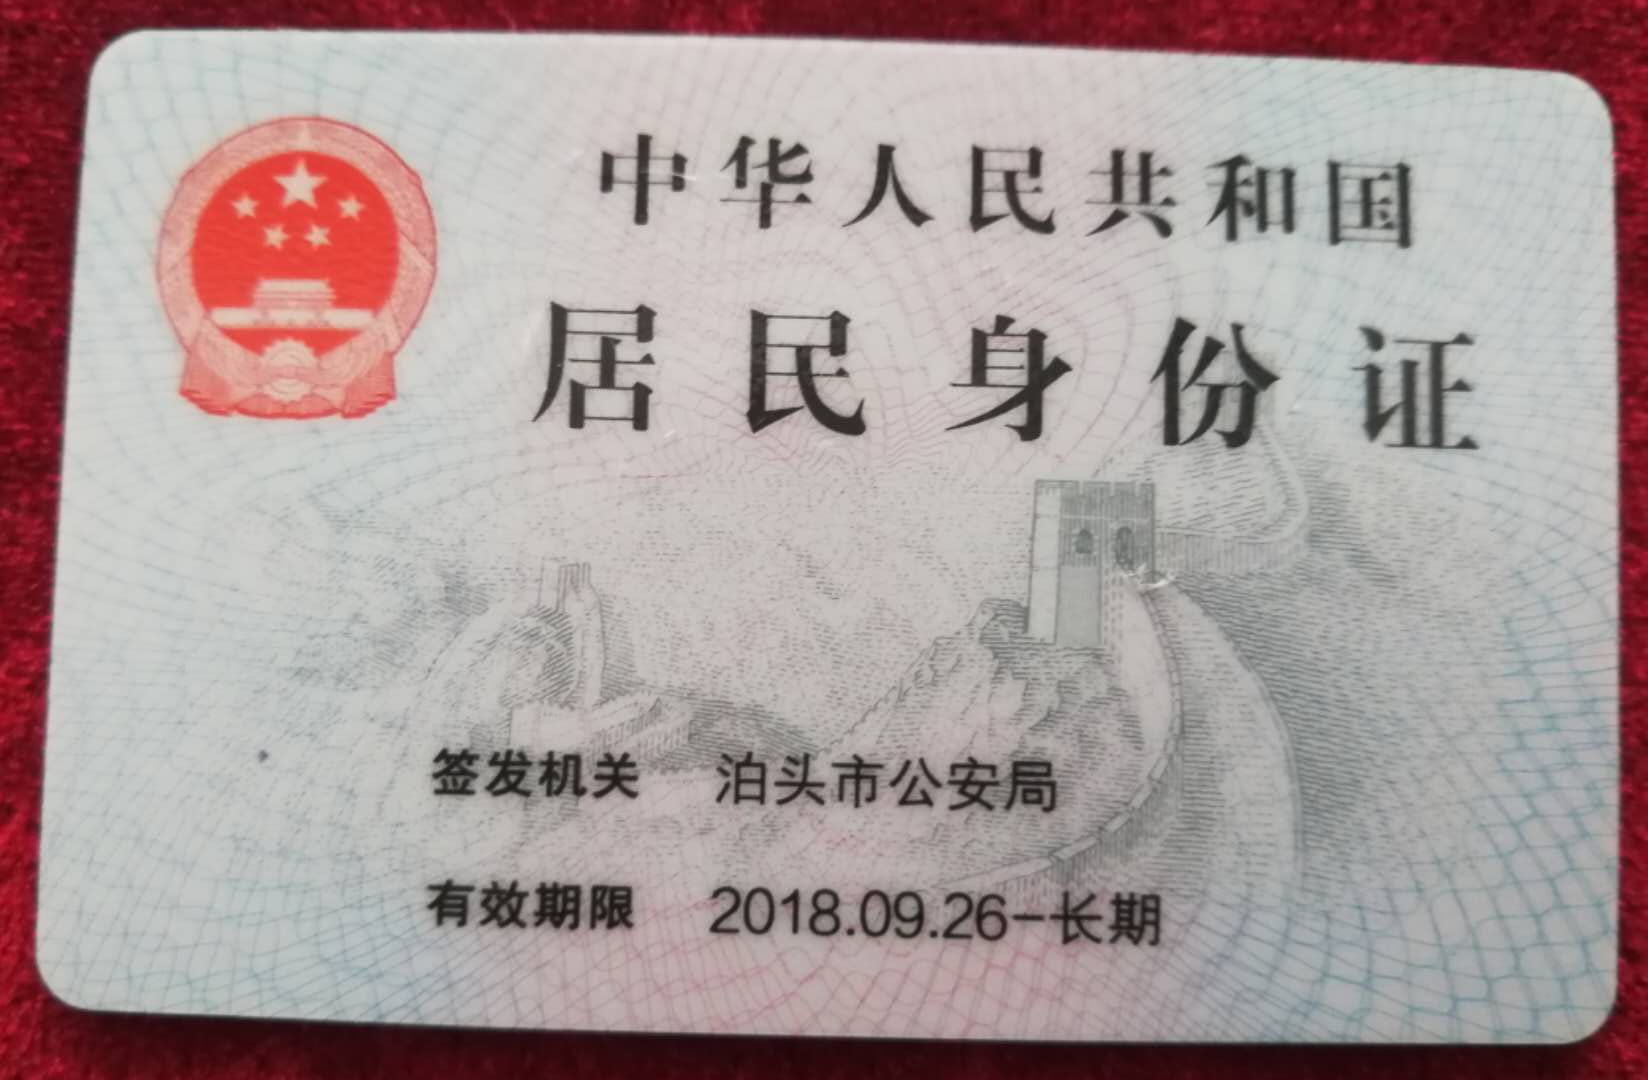 中华人民共和国
居民身份证
签发机关 泊头市公安局
有效期限 2018.09.26-长期